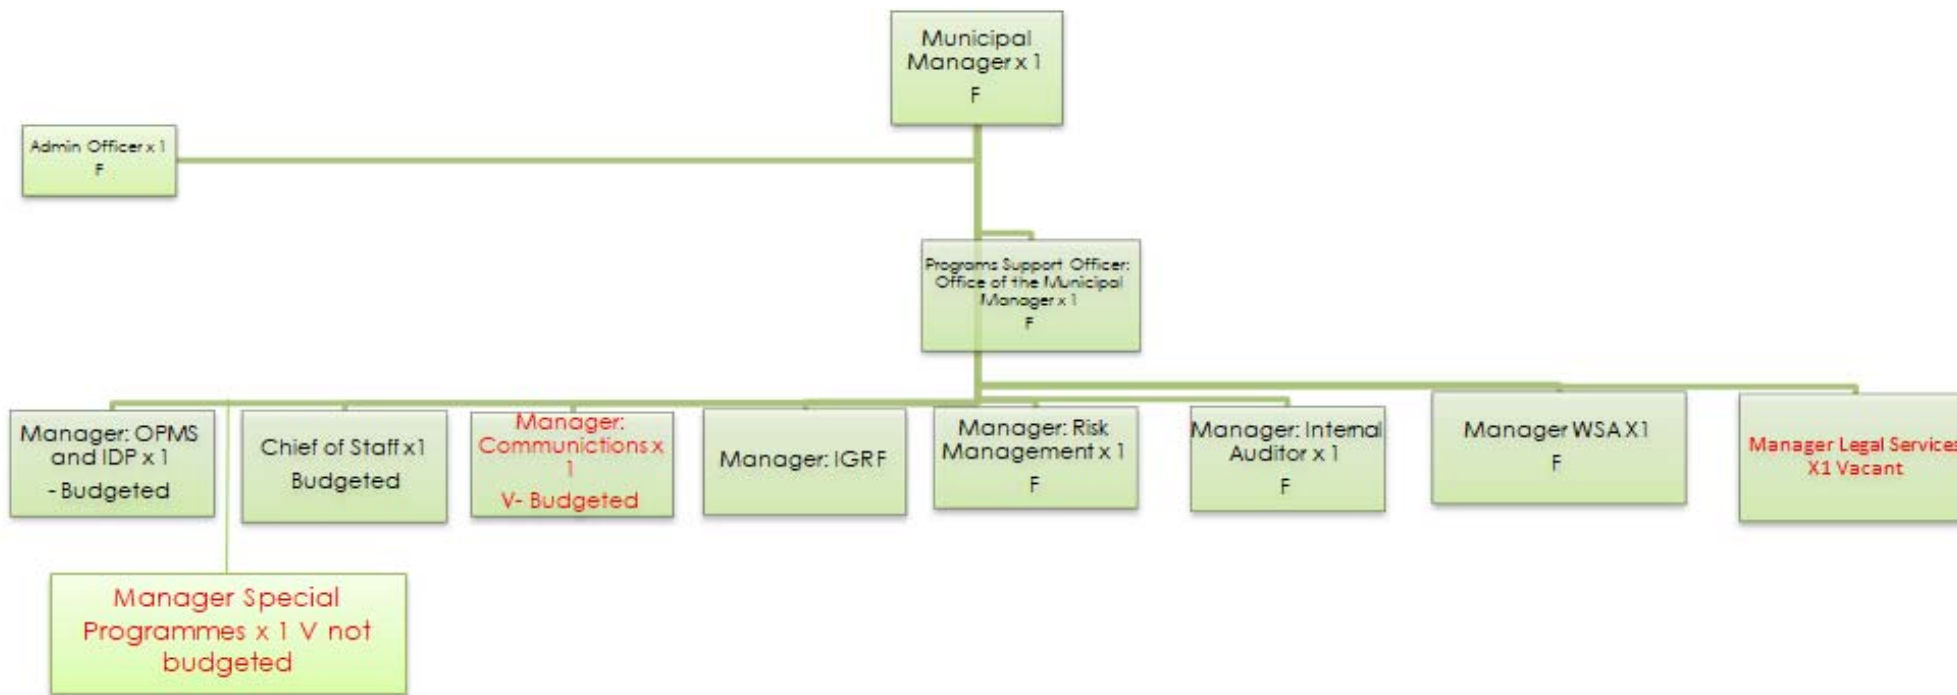 Municipal
Manager x 1
F
Admin Officer x 1
F
Programs Support Officer:
Office of the Municipal
Manager x 1
F
Manager: OPMS
and IDP x 1
- Budgeted
Chief of Staff x1
Budgeted
Manager:
Communictions x
1
V- Budgeted
Manager: IGRF
Manager: Risk
Management x 1
F
Manager: Internal
Auditor x 1
F
Manager WSA X1
F
Manager Legal Services
X1 Vacant
Manager Special
Programmes x 1 V not
budgeted